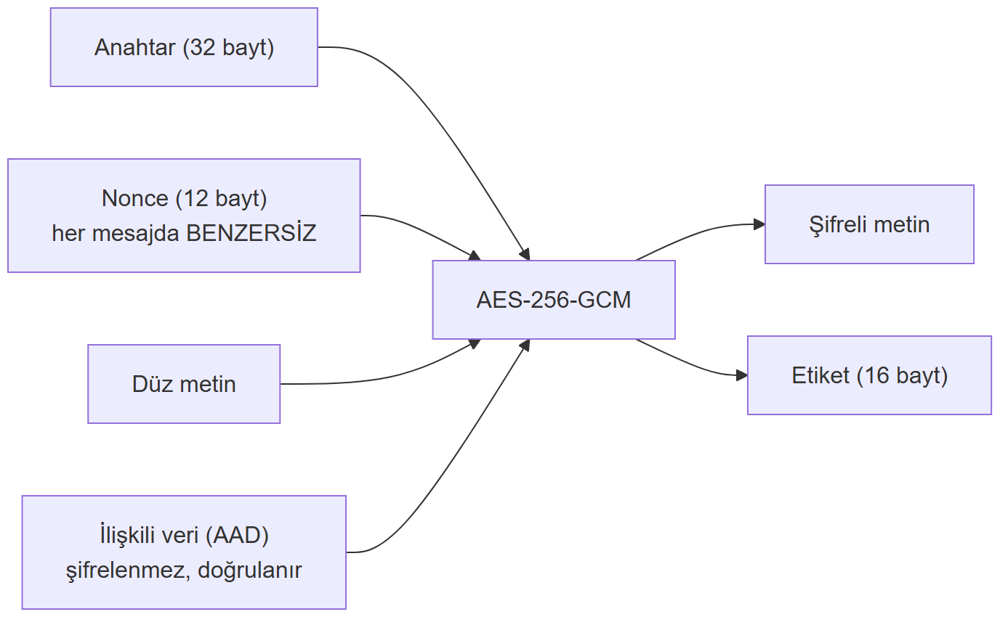 Anahtar (32 bayt)
Nonce (12 bayt)
her mesajda BENZERSİZ
Düz metin
İlişkili veri (AAD)
şifrelenmez, doğrulanır
AES-256-GCM
Şifreli metin
Etiket (16 bayt)